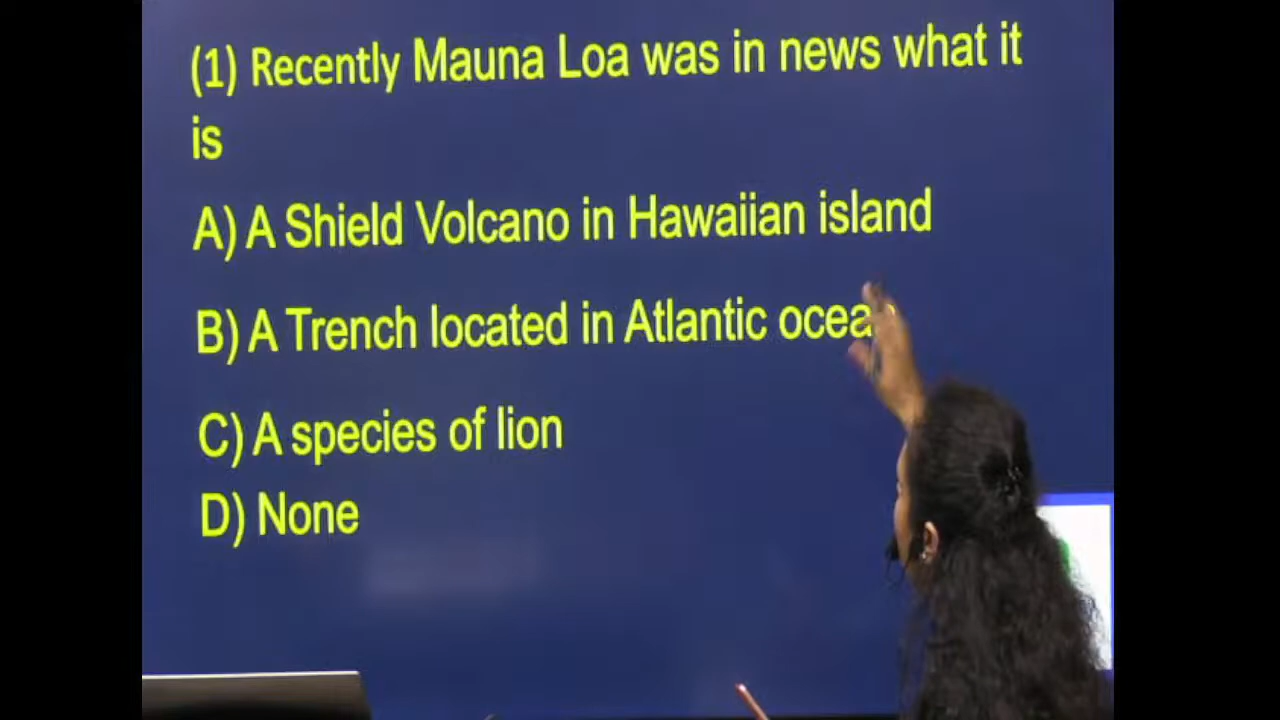 (1) Recently Mauna Loa was in news what it
is
A) A Shield Volcano in Hawaiian island
B) A Trench located in Atlantic ocean
C) A species of lion
D) None